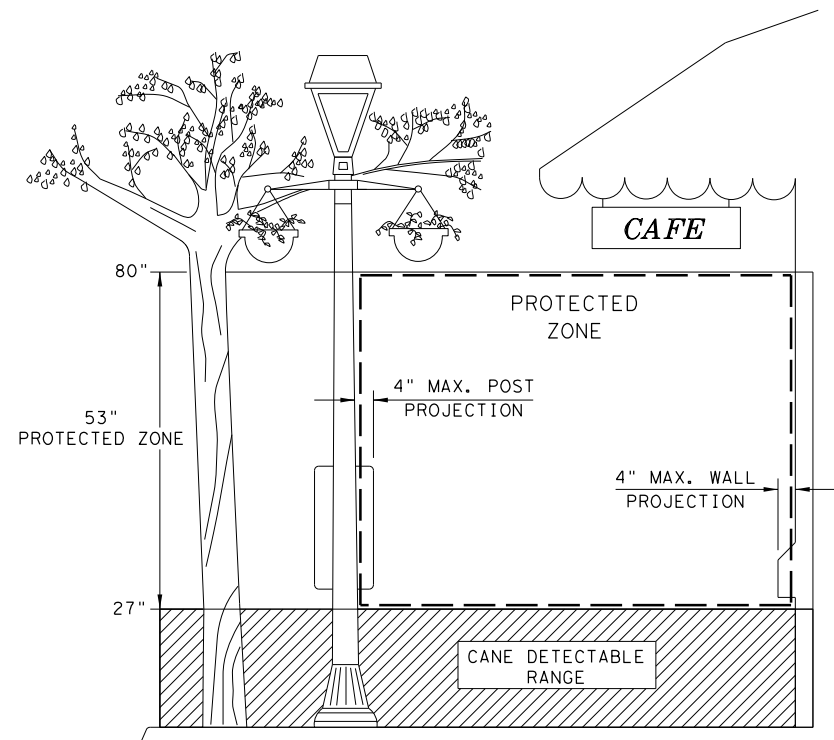 CAFE
80"
PROTECTED
ZONE
4" MAX. POST
PROJECTION
53"
PROTECTED ZONE
4" MAX. WALL
PROJECTION
27"
CANE DETECTABLE
RANGE